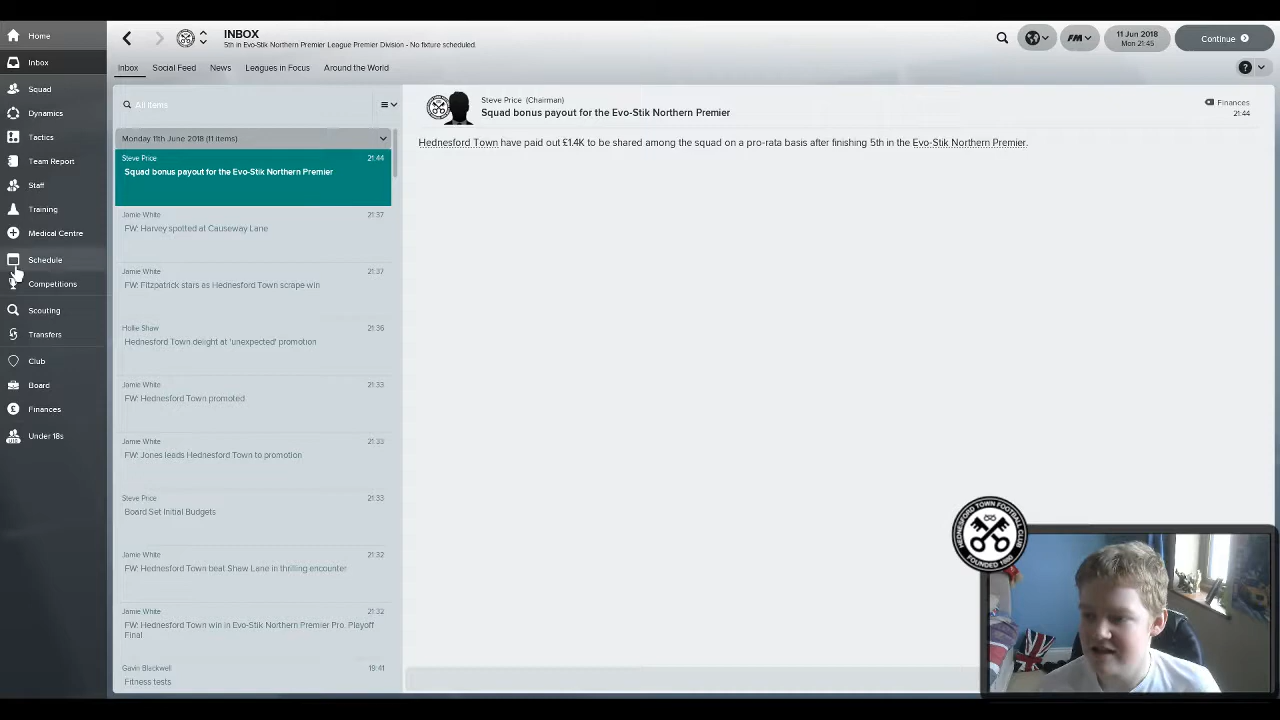 Home
Inbox
Squad
Dynamics
Tactics
Team Report
Staff
Training
Medical Centre
Schedule
Competitions
Scouting
Transfers
Club
Board
Finances
Under 18s
INBOX
5th in Evo-Stik Northern Premier League Premier Division - No fixture scheduled.
FM
11 Jun 2018
Mon 21:45
Continue
Inbox
Social Feed
News
Leagues in Focus
Around the World
?
All Items
Monday 11th June 2018 (11 items)
Steve Price 21:44
Squad bonus payout for the Evo-Stik Northern Premier
Jamie White 21:37
FW: Harvey spotted at Causeway Lane
Jamie White 21:37
FW: Fitzpatrick stars as Hednesford Town scrape win
Hollie Shaw 21:36
Hednesford Town delight at 'unexpected' promotion
Jamie White 21:33
FW: Hednesford Town promoted
Jamie White 21:33
FW: Jones leads Hednesford Town to promotion
Steve Price 21:33
Board Set Initial Budgets
Jamie White 21:32
FW: Hednesford Town beat Shaw Lane in thrilling encounter
Jamie White 21:32
FW: Hednesford Town win in Evo-Stik Northern Premier Pro. Playoff
Final
Gavin Blackwell 19:41
Fitness tests
Steve Price (Chairman)
Squad bonus payout for the Evo-Stik Northern Premier
Finances
21:44
Hednesford Town have paid out £1.4K to be shared among the squad on a pro-rata basis after finishing 5th in the Evo-Stik Northern Premier.
HEDNESFORD TOWN FOOTBALL CLUB
FOUNDED 1880